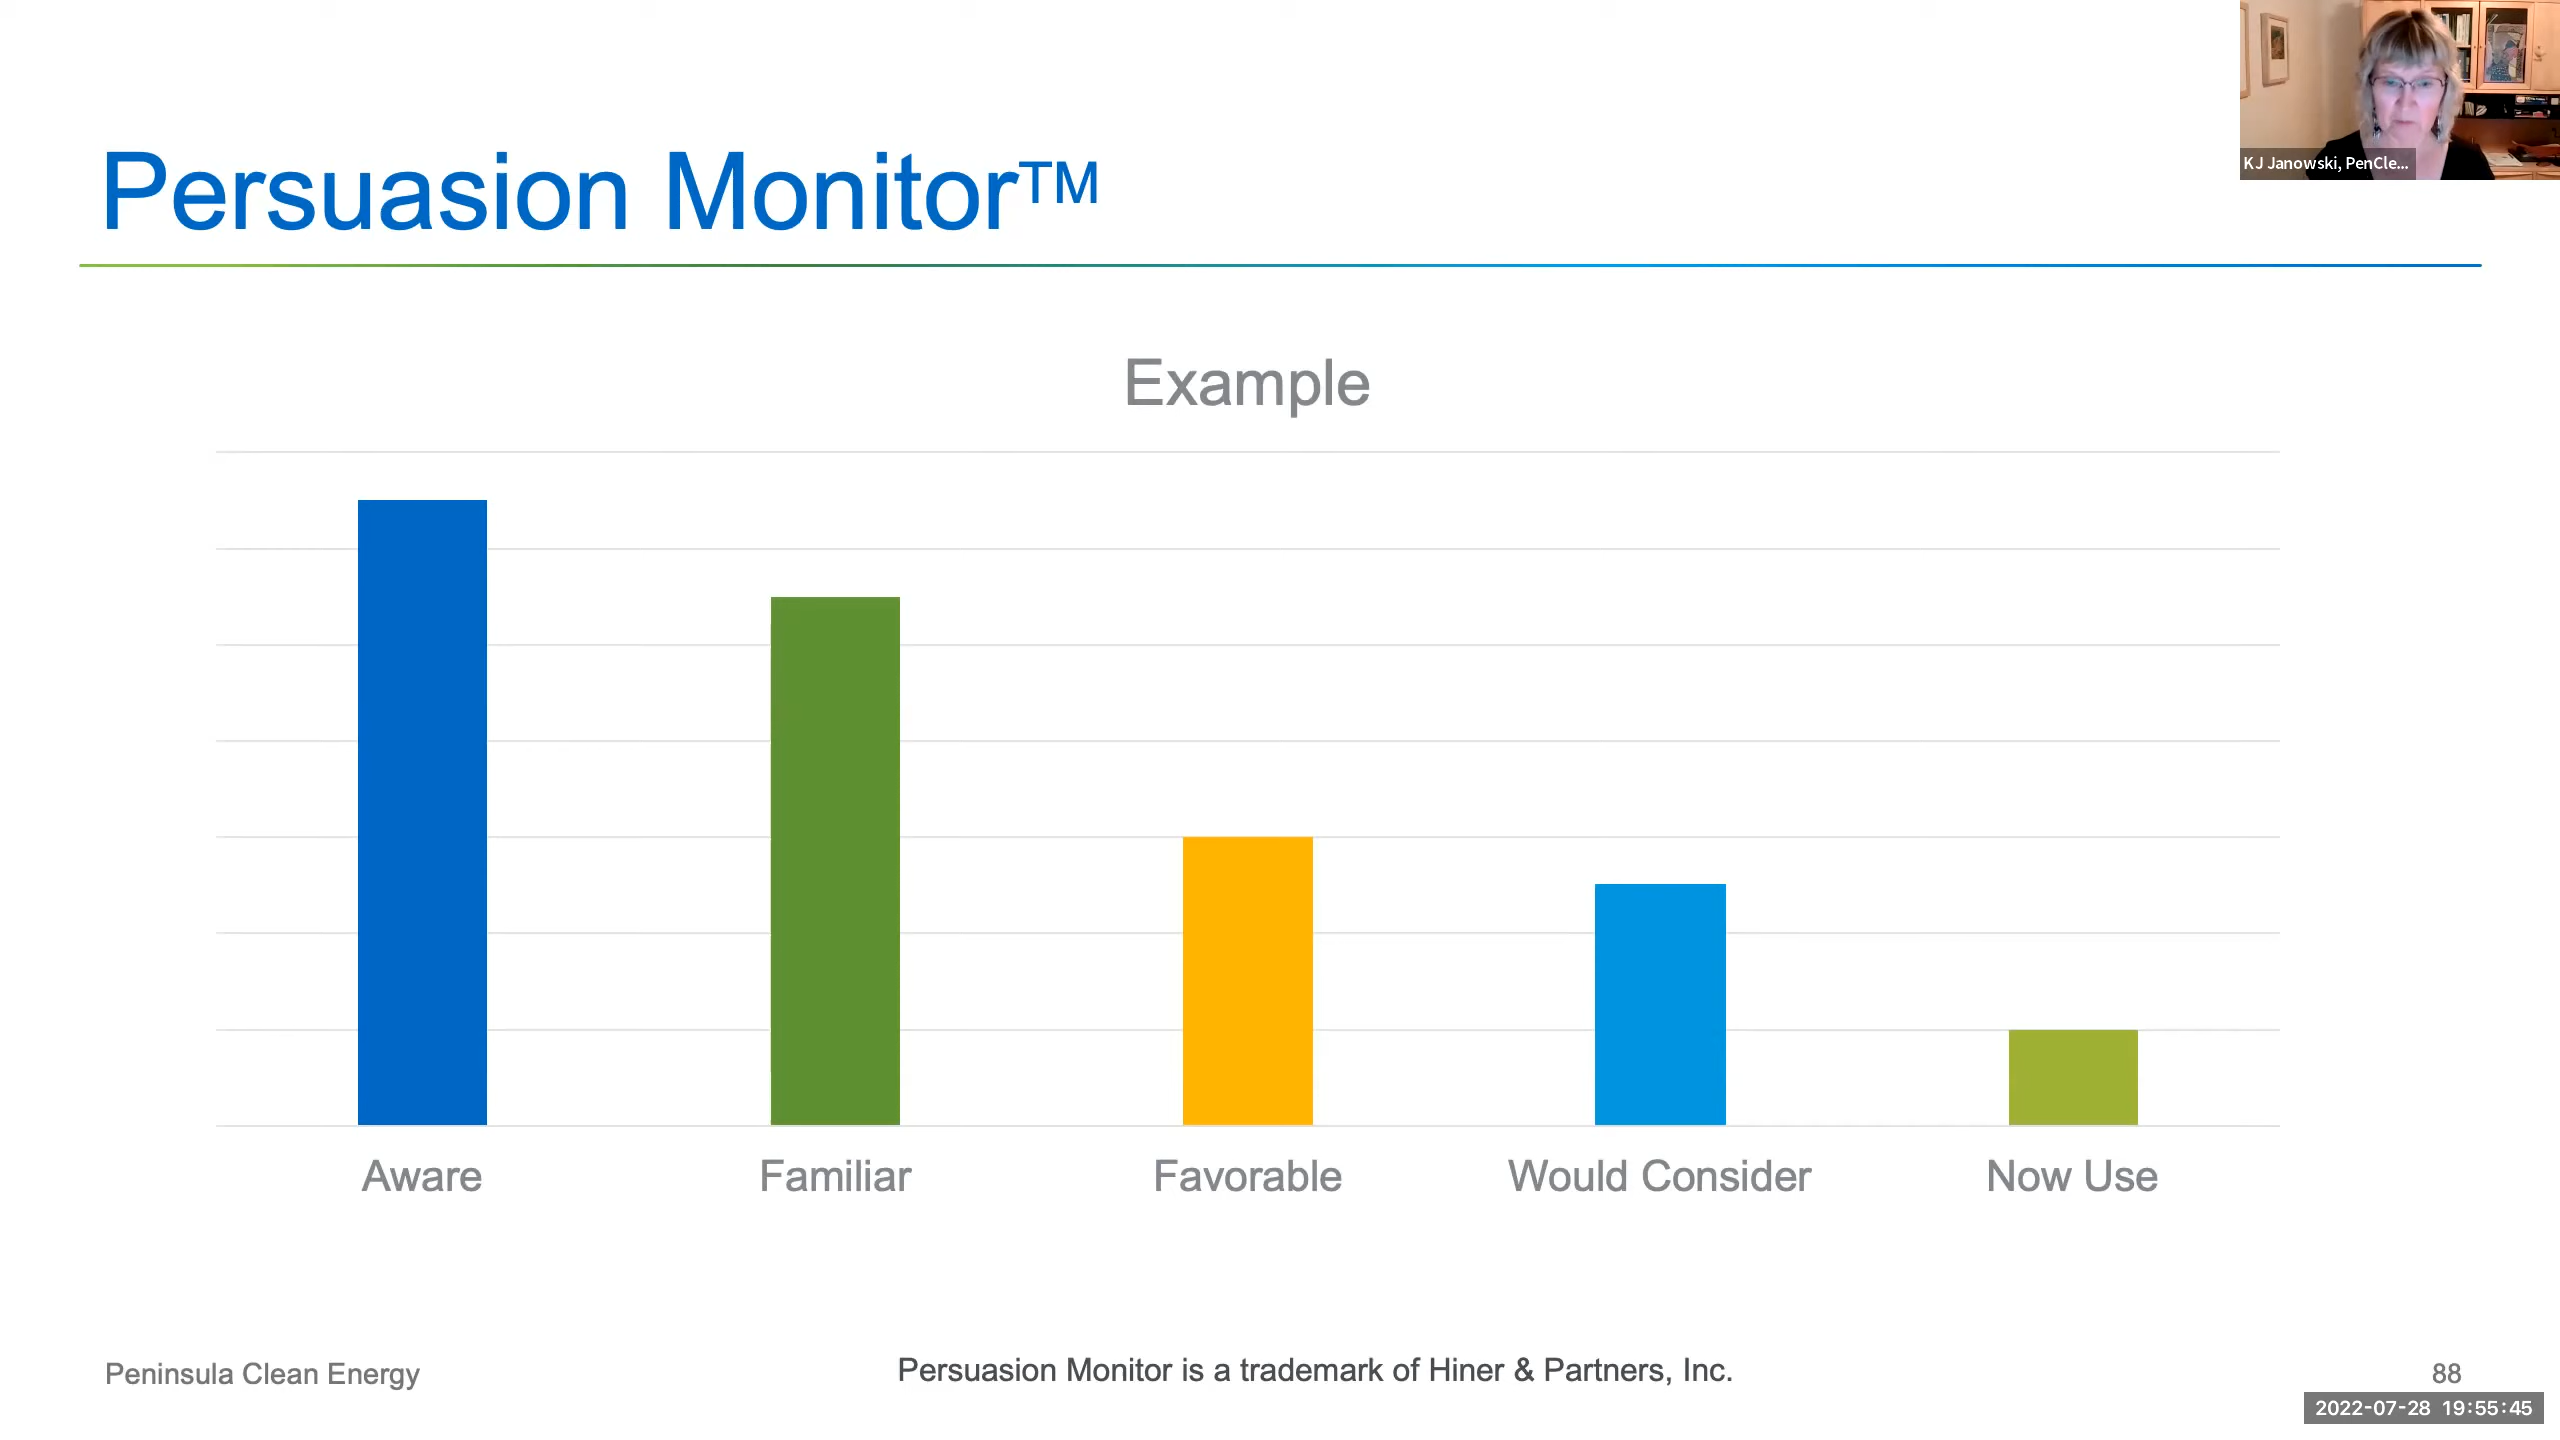 Persuasion Monitor™
KJ Janowski, PenCle...
Example
Aware
Familiar
Favorable
Would Consider
Now Use
Peninsula Clean Energy
Persuasion Monitor is a trademark of Hiner & Partners, Inc.
88
2022-07-28 19:55:45